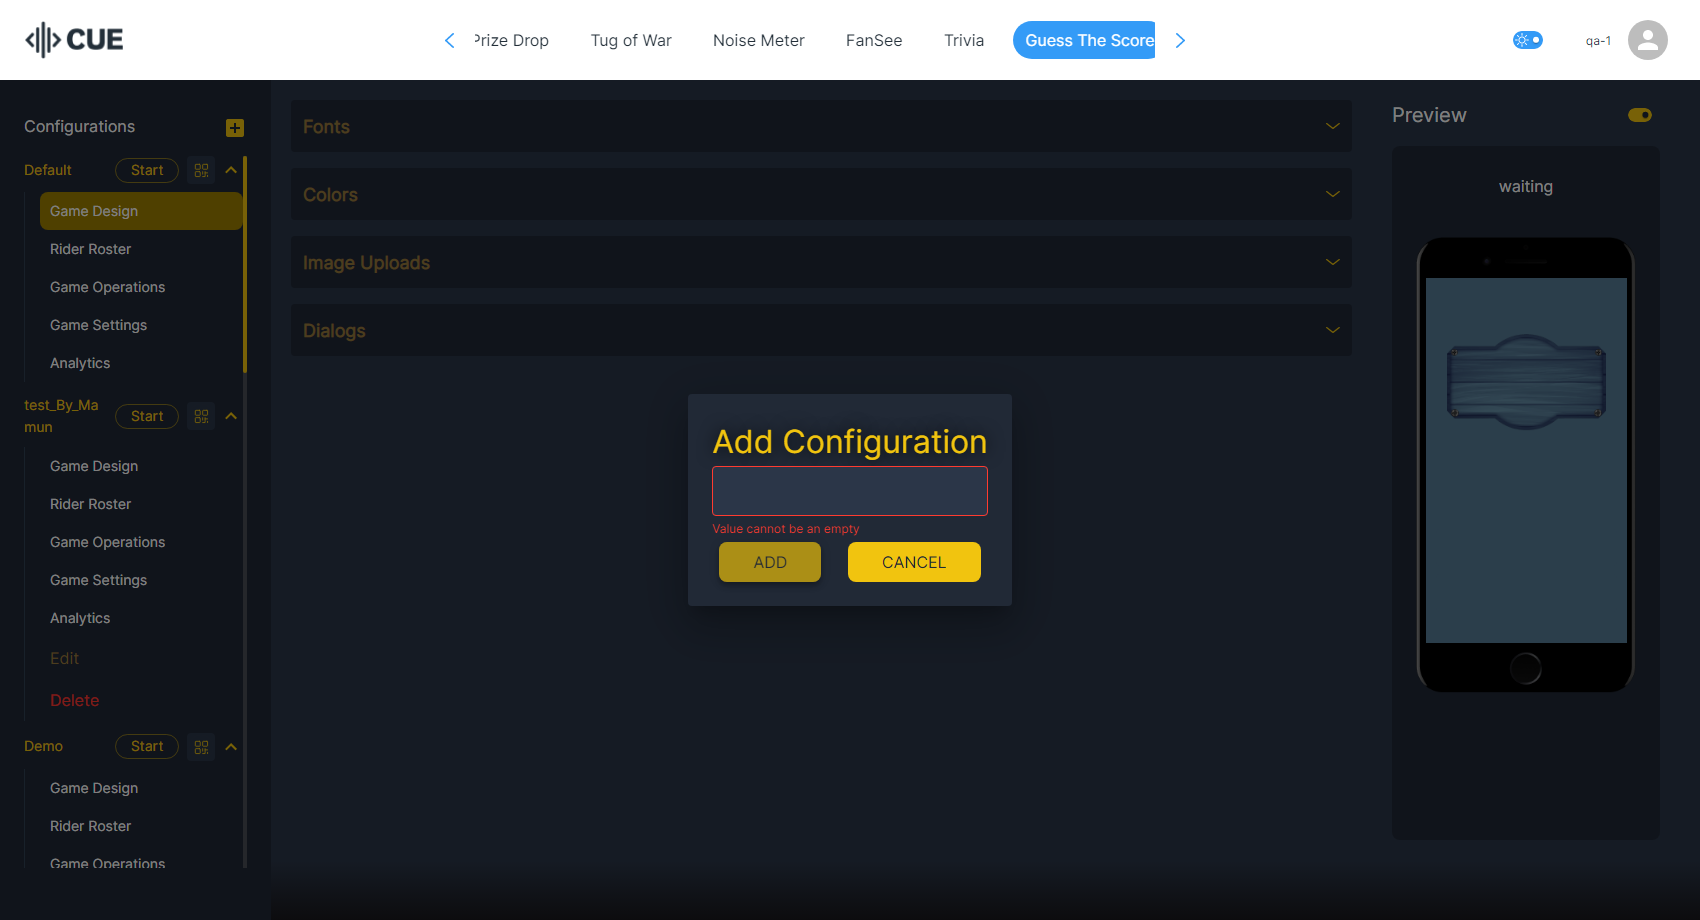 CUE
Prize Drop
Tug of War
Noise Meter
FanSee
Trivia
Guess The Score
qa-1
Configurations
Default
Start
Game Design
Rider Roster
Game Operations
Game Settings
Analytics
test_By_Ma
mun
Start
Game Design
Rider Roster
Game Operations
Game Settings
Analytics
Edit
Delete
Demo
Start
Game Design
Rider Roster
Game Operations
Fonts
Colors
Image Uploads
Dialogs
Add Configuration
Value cannot be an empty
ADD
CANCEL
Preview
waiting